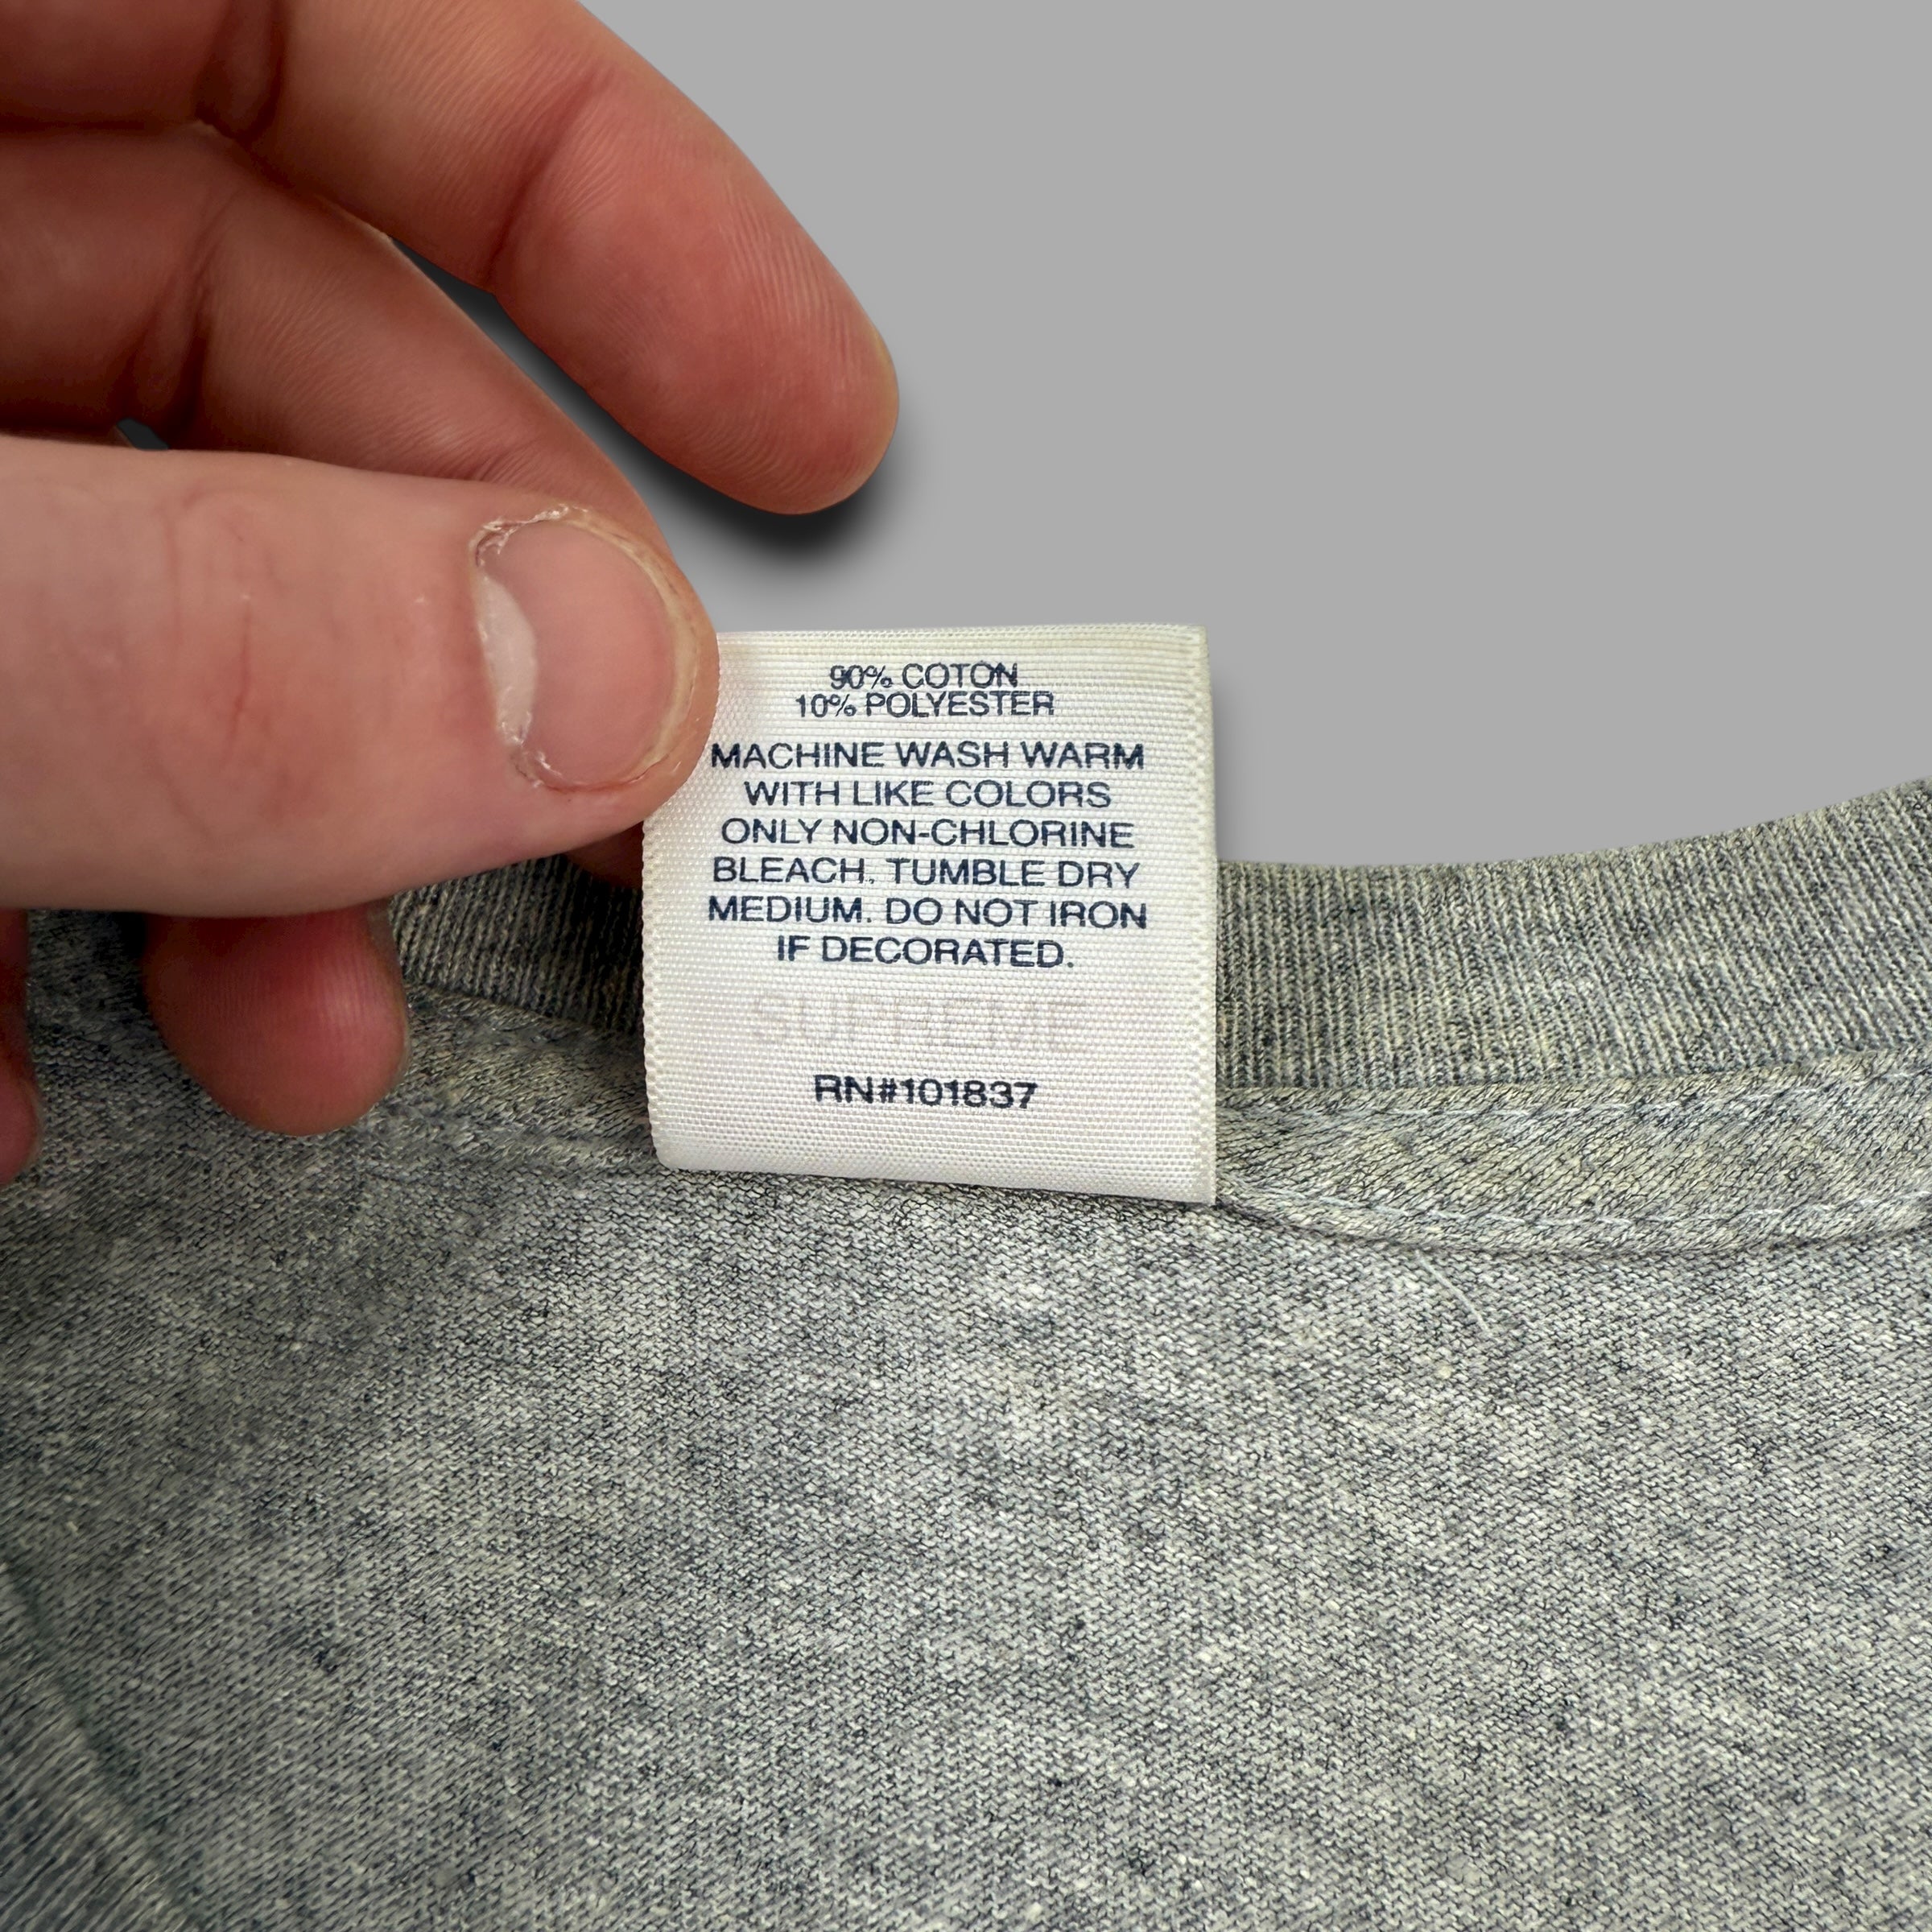 90% COTON
10% POLYESTER
MACHINE WASH WARM
WITH LIKE COLORS
ONLY NON-CHLORINE
BLEACH. TUMBLE DRY
MEDIUM. DO NOT IRON
IF DECORATED.
SUPREME
RN#101837